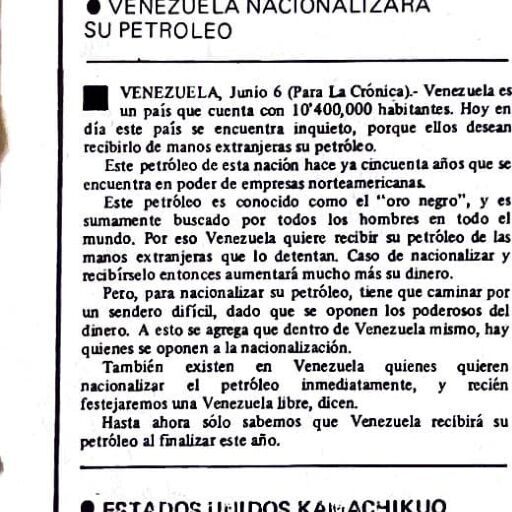 ● VENEZUELA NACIONALIZARA
SU PETROLEO
VENEZUELA, Junio 6 (Para La Crónica).- Venezuela es
un país que cuenta con 10'400,000 habitantes. Hoy en
día este país se encuentra inquieto, porque ellos desean
recibirlo de manos extranjeras su petróleo.
Este petróleo de esta nación hace ya cincuenta años que se
encuentra en poder de empresas norteamericanas.
Este petróleo es conocido como el "oro negro", y es
sumamente buscado por todos los hombres en todo el
mundo. Por eso Venezuela quiere recibir su petróleo de las
manos extranjeras que lo detentan. Caso de nacionalizar y
recibírselo entonces aumentará mucho más su dinero.
Pero, para nacionalizar su petróleo, tiene que caminar por
un sendero difícil, dado que se oponen los poderosos del
dinero. A esto se agrega que dentro de Venezuela mismo, hay
quienes se oponen a la nacionalización.
También existen en Venezuela quienes quieren
nacionalizar el petróleo inmediatamente, y recién
festejaremos una Venezuela libre, dicen.
Hasta ahora sólo sabemos que Venezuela recibirá su
petróleo al finalizar este año.
● ESTADOS UNIDOS KAMACHIKUQ